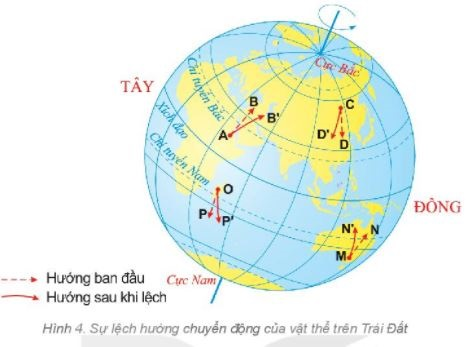 Cực Bắc
TÂY
Chí tuyến Bắc
B
B'
A
C
D'
D
Xích đạo
Chí tuyến Nam
O
P
P'
ĐÔNG
N'
N
M
Cực Nam
Hướng ban đầu
Hướng sau khi lệch
Hình 4. Sự lệch hướng chuyển động của vật thể trên Trái Đất